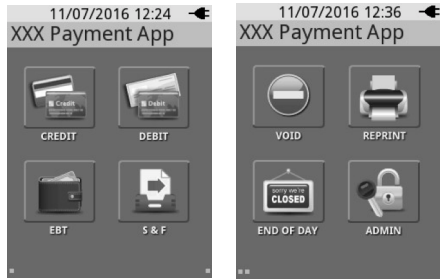 11/07/2016 12:24
XXX Payment App
Credit
CREDIT
Debit
DEBIT
EBT
S & F
11/07/2016 12:36
XXX Payment App
VOID
REPRINT
sorry we're
CLOSED
END OF DAY
ADMIN